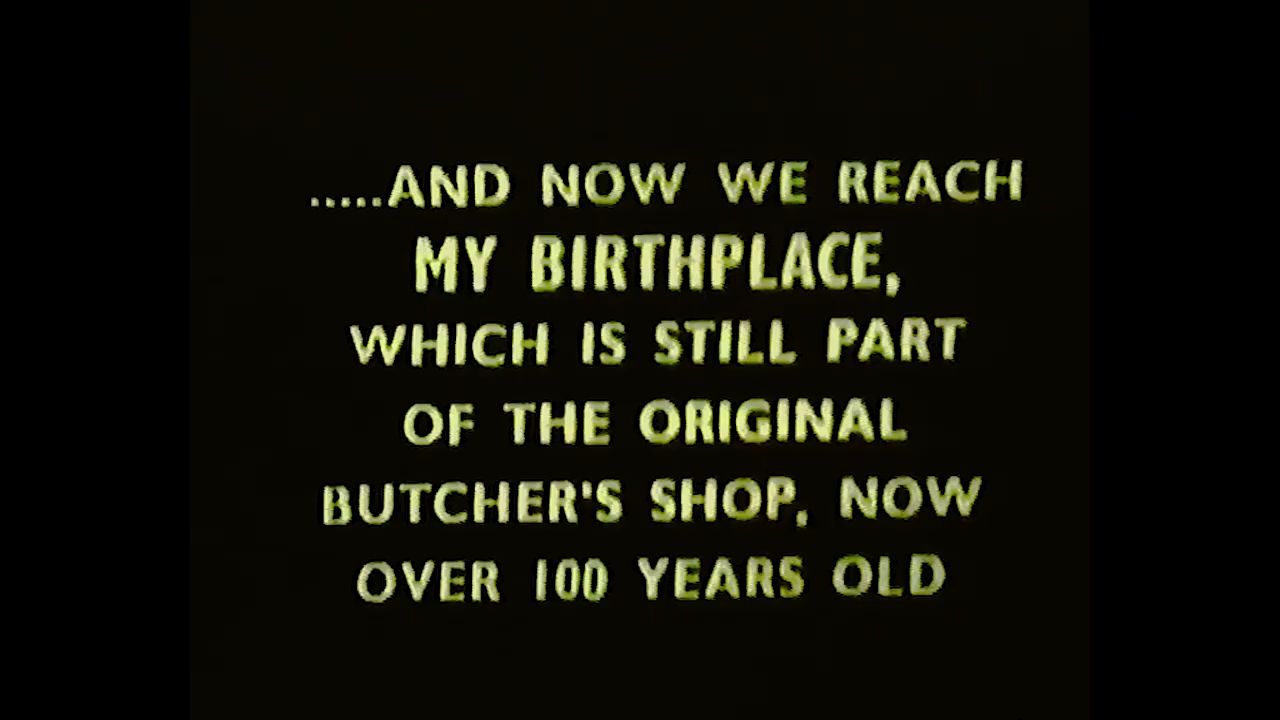 .....AND NOW WE REACH
MY BIRTHPLACE,
WHICH IS STILL PART
OF THE ORIGINAL
BUTCHER'S SHOP, NOW
OVER 100 YEARS OLD